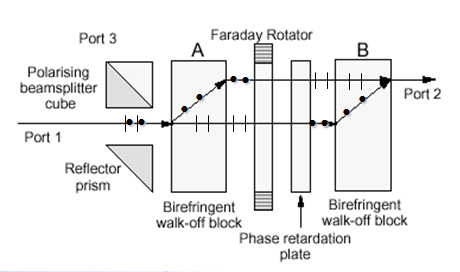 Port 3
A
Faraday Rotator
B
Polarising
beamsplitter
cube
Port 2
Port 1
Reflector
prism
Birefringent
walk-off block
Birefringent
walk-off block
Phase retardation
plate